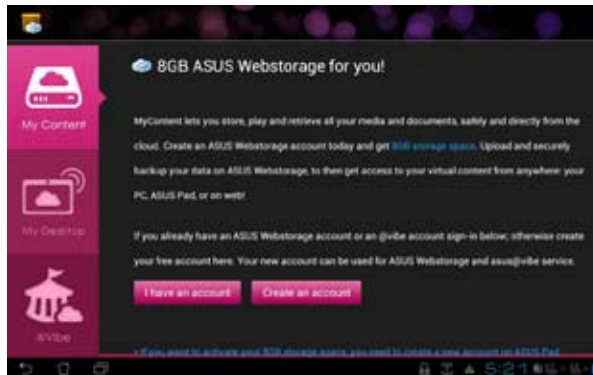 8GB ASUS Webstorage for you!
My Content
MyContent lets you store, play and retrieve all your media and documents, safely and directly from the
cloud. Create an ASUS Webstorage account today and get 8GB storage space. Upload and securely
backup your data on ASUS Webstorage, to then get access to your virtual content from anywhere: your
PC, ASUS Pad, or on web!
My Desktop
If you already have an ASUS Webstorage account or an @vibe account sign-in below; otherwise create
your free account here. Your new account can be used for ASUS Webstorage and asus@vibe service.
I have an account
Create an account
@Vibe
If you want to activate your 8GB storage space, you need to create a new account on ASUS Pad
5:21